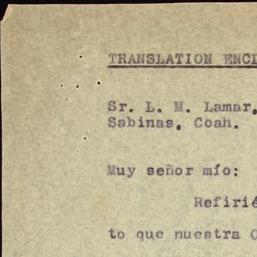 TRANSLATION ENCL
Sr. L. M. Lamar,
Sabinas, Coah.
Muy señor mío:
Refirié
to que nuestra C